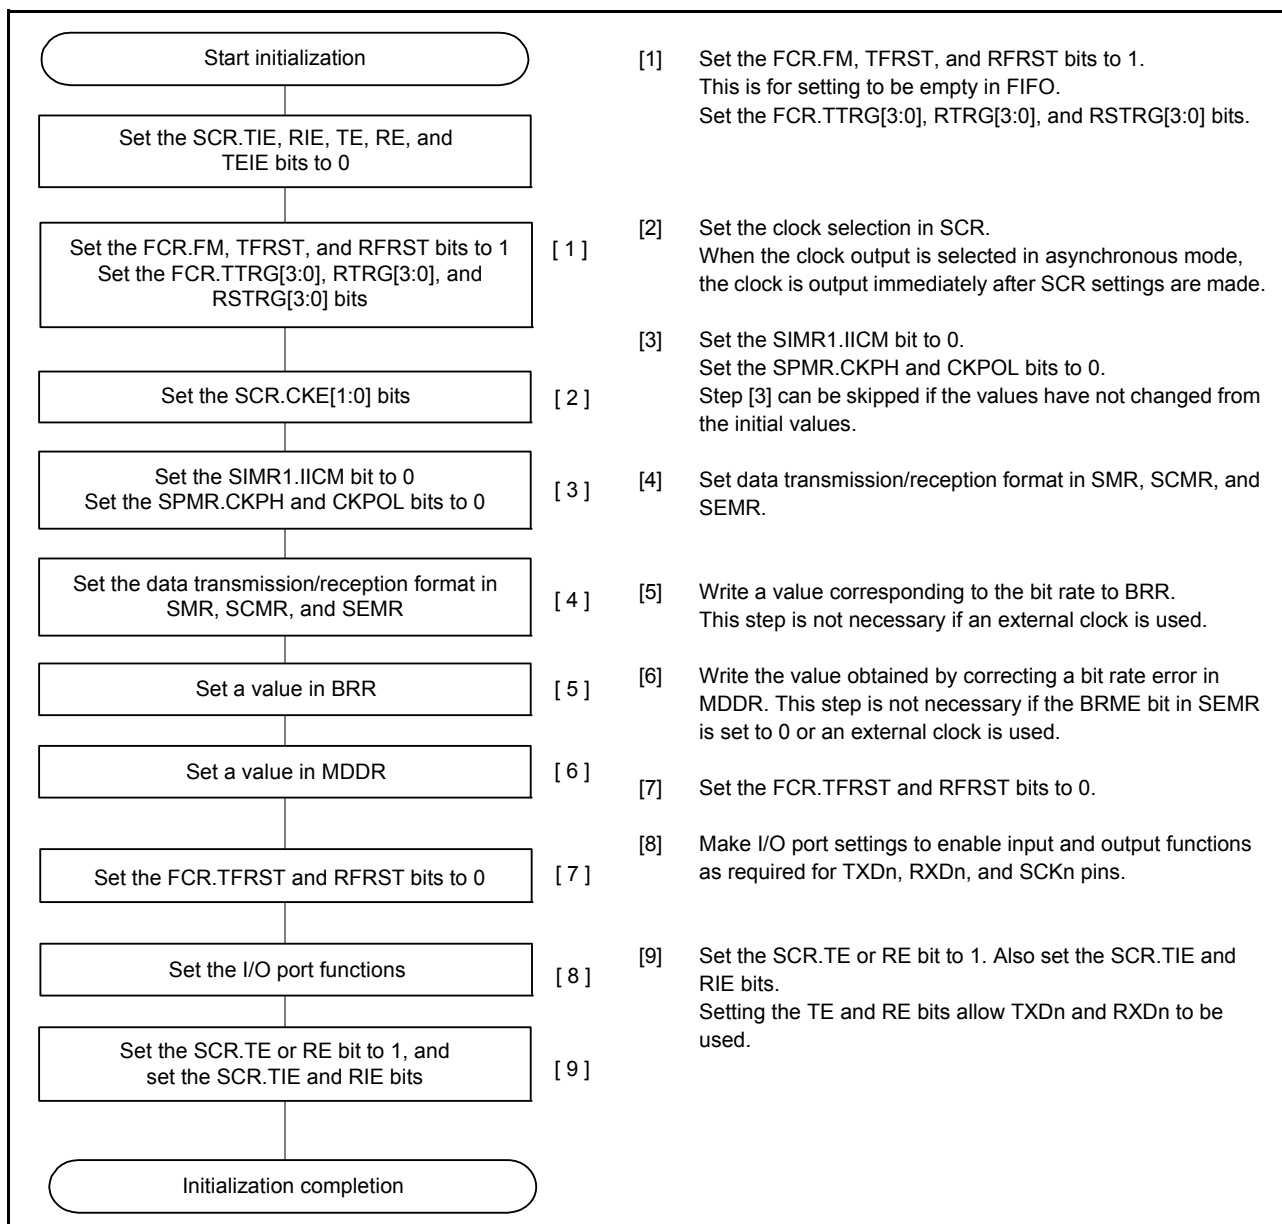 Start initialization
Set the SCR.TIE, RIE, TE, RE, and
TEIE bits to 0
Set the FCR.FM, TFRST, and RFRST bits to 1
Set the FCR.TTRG[3:0], RTRG[3:0], and
RSTRG[3:0] bits
[ 1 ]
Set the SCR.CKE[1:0] bits
[ 2 ]
Set the SIMR1.IICM bit to 0
Set the SPMR.CKPH and CKPOL bits to 0
[ 3 ]
Set the data transmission/reception format in
SMR, SCMR, and SEMR
[ 4 ]
Set a value in BRR
[ 5 ]
Set a value in MDDR
[ 6 ]
Set the FCR.TFRST and RFRST bits to 0
[ 7 ]
Set the I/O port functions
[ 8 ]
Set the SCR.TE or RE bit to 1, and
set the SCR.TIE and RIE bits
[ 9 ]
Initialization completion
[1] Set the FCR.FM, TFRST, and RFRST bits to 1.
This is for setting to be empty in FIFO.
Set the FCR.TTRG[3:0], RTRG[3:0], and RSTRG[3:0] bits.
[2] Set the clock selection in SCR.
When the clock output is selected in asynchronous mode,
the clock is output immediately after SCR settings are made.
[3] Set the SIMR1.IICM bit to 0.
Set the SPMR.CKPH and CKPOL bits to 0.
Step [3] can be skipped if the values have not changed from
the initial values.
[4] Set data transmission/reception format in SMR, SCMR, and
SEMR.
[5] Write a value corresponding to the bit rate to BRR.
This step is not necessary if an external clock is used.
[6] Write the value obtained by correcting a bit rate error in
MDDR. This step is not necessary if the BRME bit in SEMR
is set to 0 or an external clock is used.
[7] Set the FCR.TFRST and RFRST bits to 0.
[8] Make I/O port settings to enable input and output functions
as required for TXDn, RXDn, and SCKn pins.
[9] Set the SCR.TE or RE bit to 1. Also set the SCR.TIE and
RIE bits.
Setting the TE and RE bits allow TXDn and RXDn to be
used.